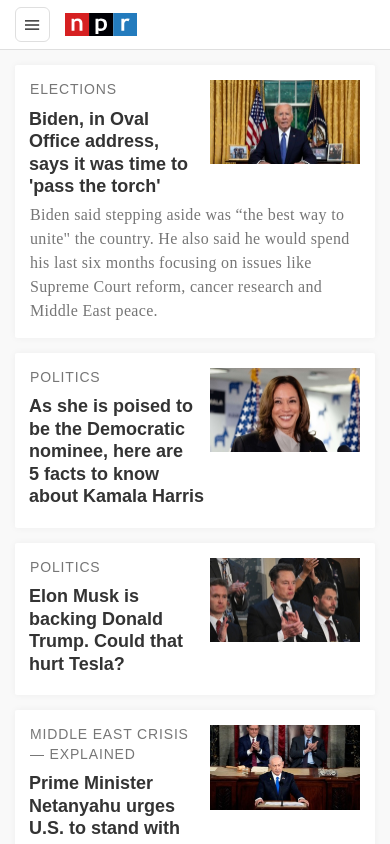 npr
ELECTIONS
Biden, in Oval
Office address,
says it was time to
'pass the torch'
Biden said stepping aside was “the best way to
unite" the country. He also said he would spend
his last six months focusing on issues like
Supreme Court reform, cancer research and
Middle East peace.
POLITICS
As she is poised to
be the Democratic
nominee, here are
5 facts to know
about Kamala Harris
POLITICS
Elon Musk is
backing Donald
Trump. Could that
hurt Tesla?
MIDDLE EAST CRISIS
— EXPLAINED
Prime Minister
Netanyahu urges
U.S. to stand with